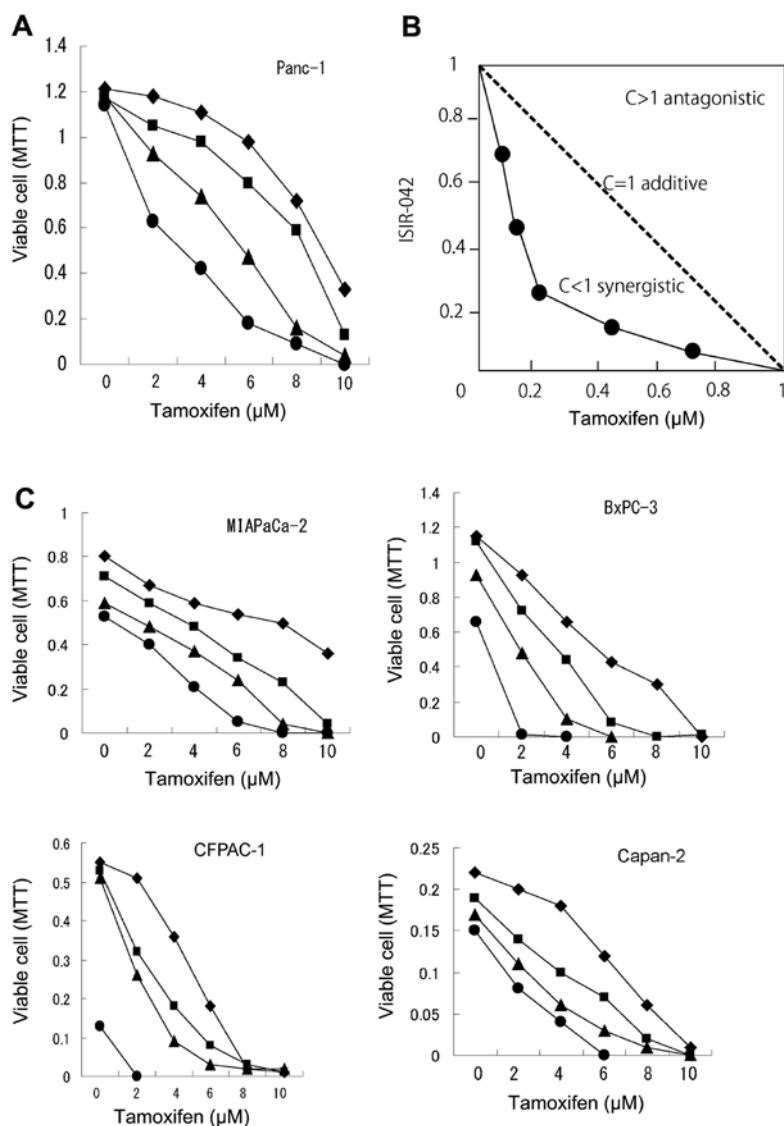 A
Panc-1
Viable cell (MTT)
1.4
1.2
1.0
0.8
0.6
0.4
0.2
0
0 2 4 6 8 10
Tamoxifen (µM)
B
ISIR-042
1
0.8
0.6
0.4
0.2
C>1 antagonistic
C=1 additive
C<1 synergistic
0 0.2 0.4 0.6 0.8 1
Tamoxifen (µM)
C
MIAPaCa-2
Viable cell (MTT)
1.0
0.8
0.6
0.4
0.2
0
0 2 4 6 8 10
Tamoxifen (µM)
BxPC-3
Viable cell (MTT)
1.4
1.2
1.0
0.8
0.6
0.4
0.2
0
0 2 4 6 8 10
Tamoxifen (µM)
CFPAC-1
Viable cell (MTT)
0.6
0.5
0.4
0.3
0.2
0.1
0
0 2 4 6 8 10
Tamoxifen (µM)
Capan-2
Viable cell (MTT)
0.25
0.20
0.15
0.10
0.05
0
0 2 4 6 8 10
Tamoxifen (µM)